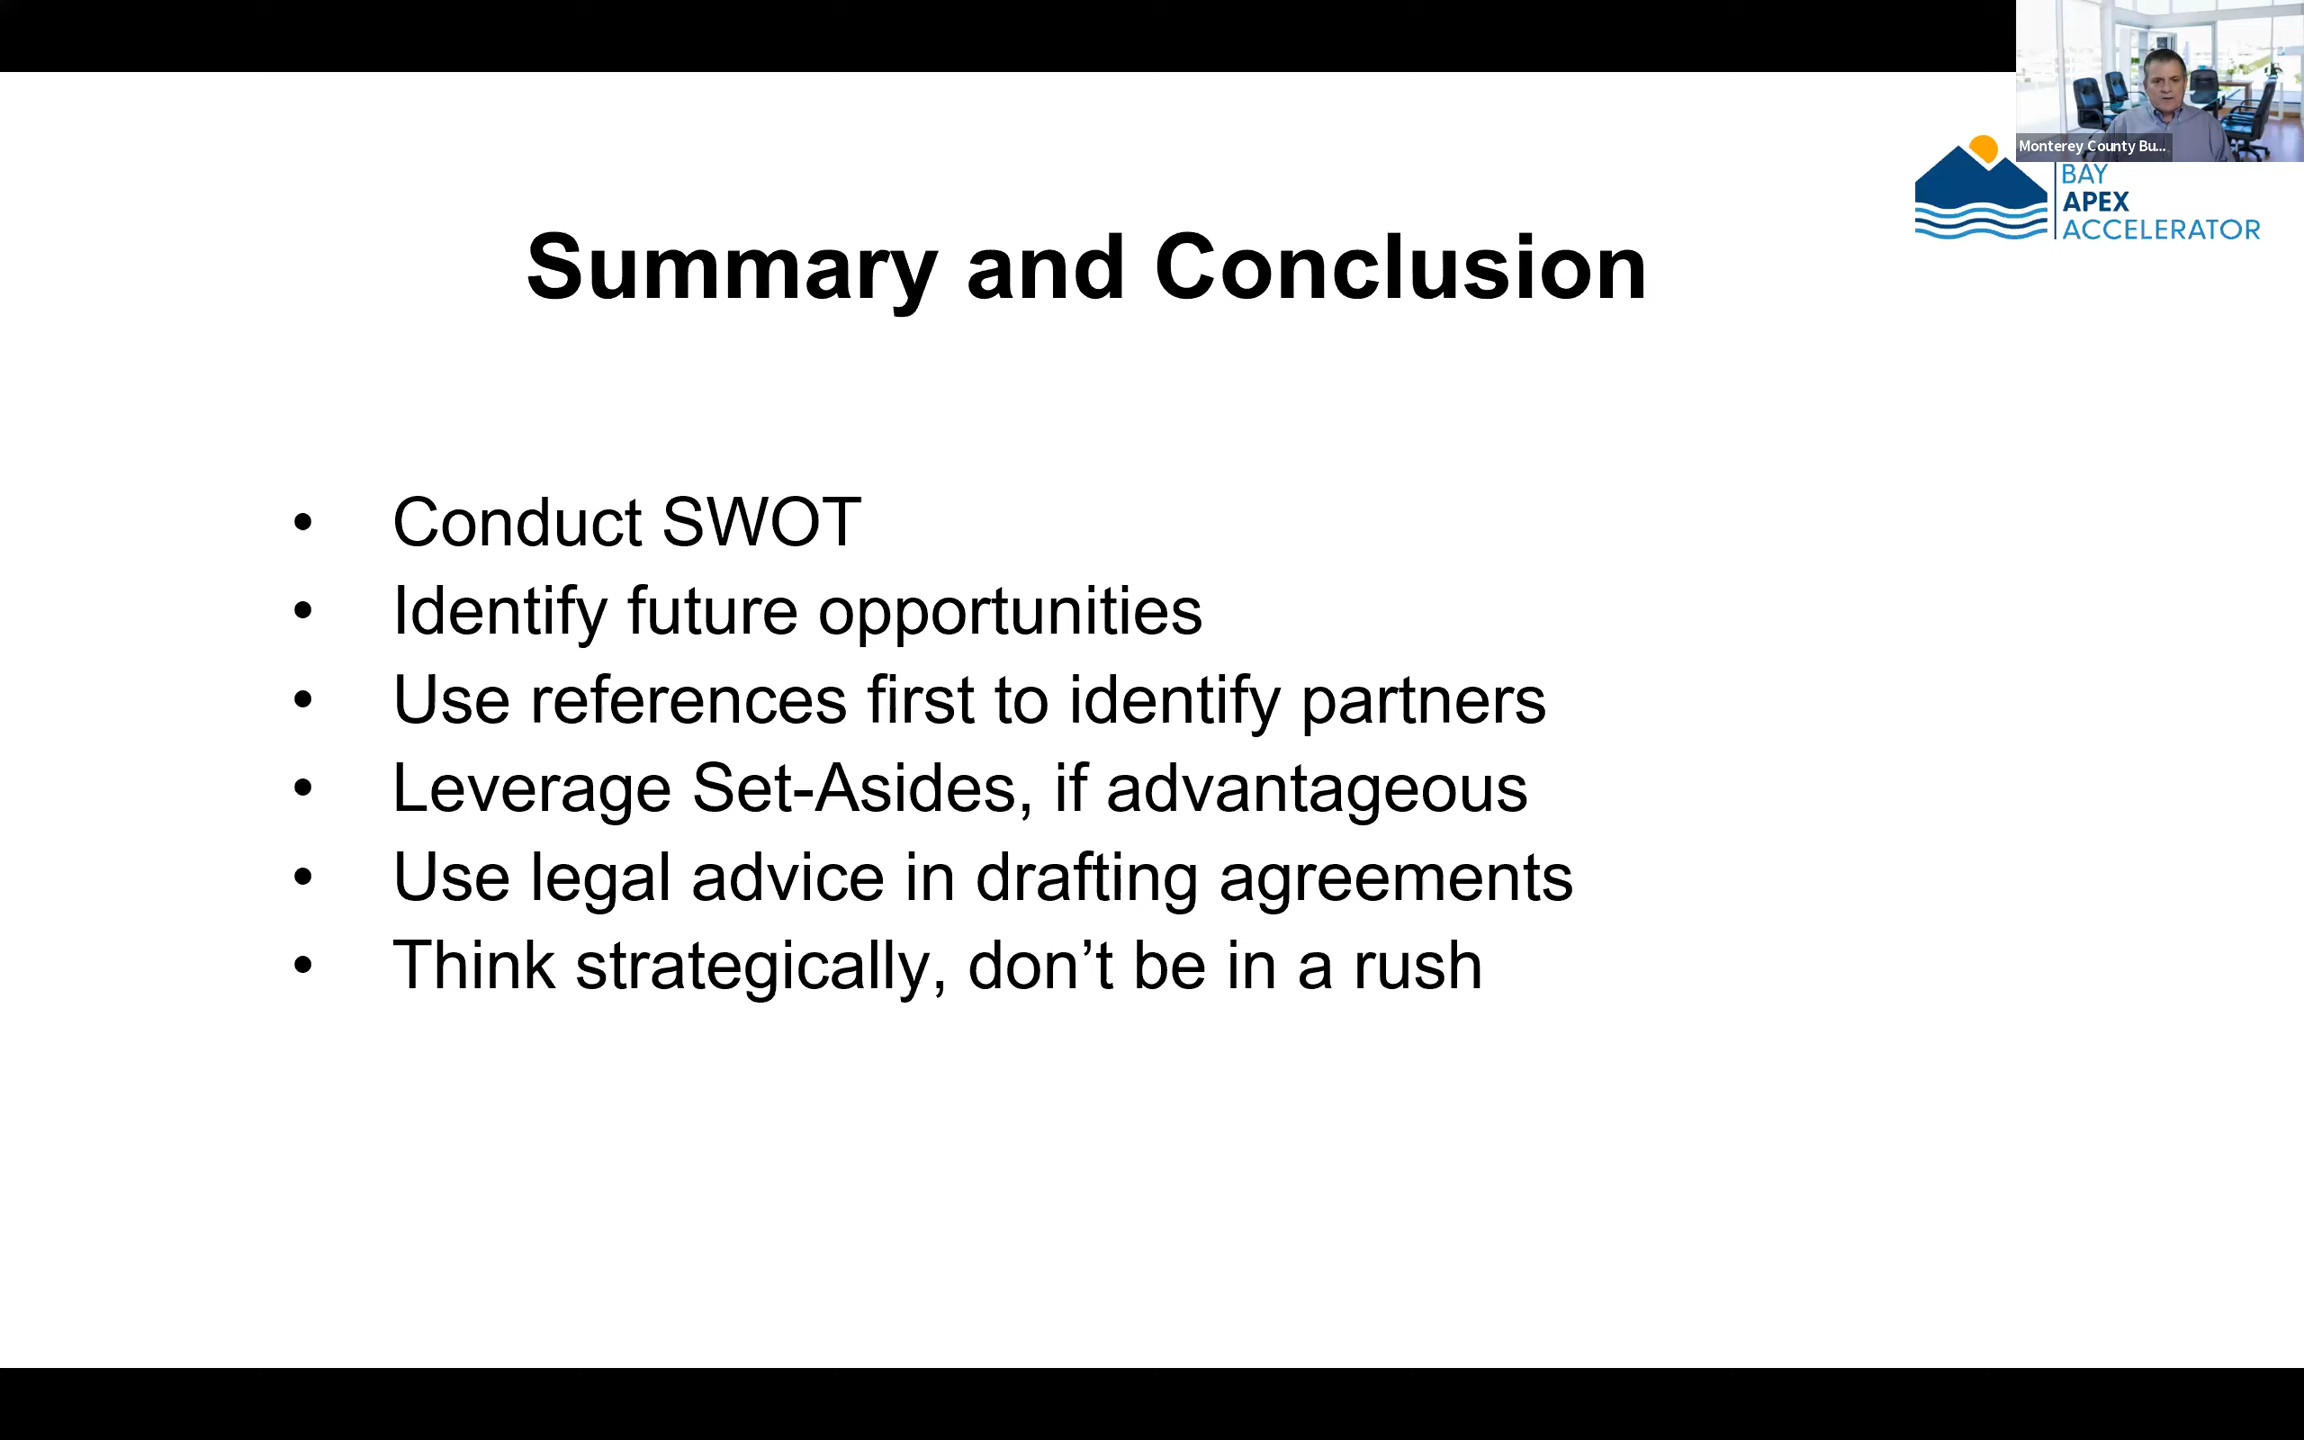 Monterey County Bu...
BAY
APEX
ACCELERATOR
Summary and Conclusion
• Conduct SWOT
• Identify future opportunities
• Use references first to identify partners
• Leverage Set-Asides, if advantageous
• Use legal advice in drafting agreements
• Think strategically, don’t be in a rush